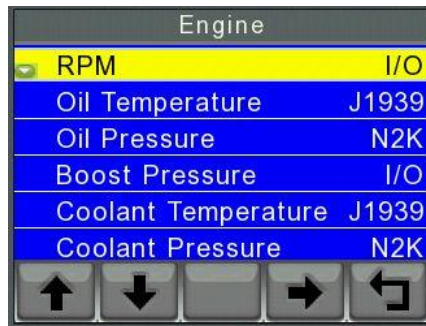 Engine
RPM I/O
Oil Temperature J1939
Oil Pressure N2K
Boost Pressure I/O
Coolant Temperature J1939
Coolant Pressure N2K